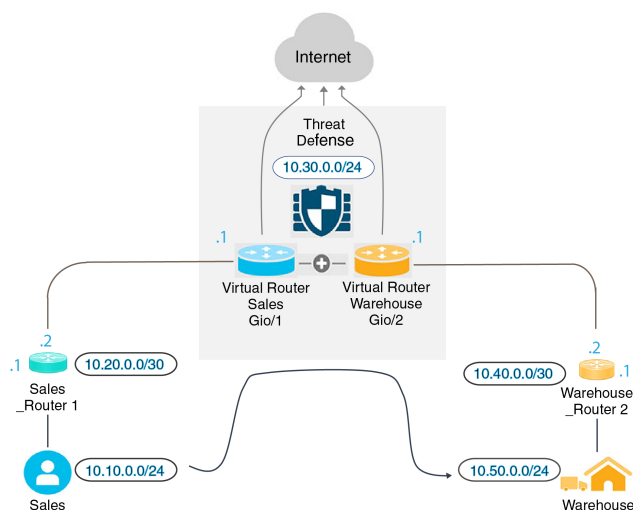 Internet
Threat
Defense
10.30.0.0/24
.1
.1
Virtual Router
Sales
Gio/1
Virtual Router
Warehouse
Gio/2
.2
.1
10.20.0.0/30
Sales
_Router 1
10.40.0.0/30
.2
.1
Warehouse
_Router 2
10.10.0.0/24
Sales
10.50.0.0/24
Warehouse